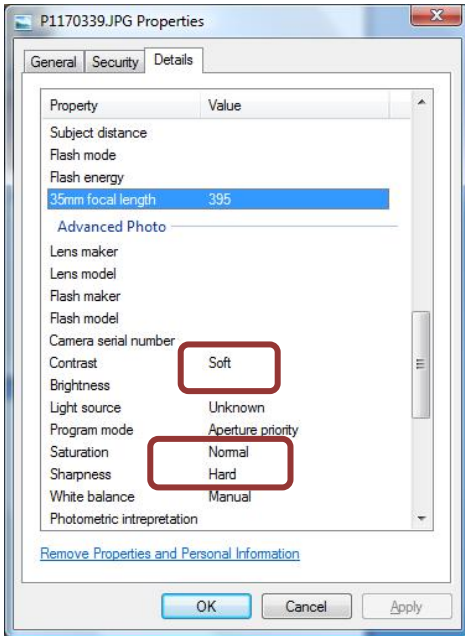 P1170339.JPG Properties
X
General Security Details
Property Value
Subject distance
Flash mode
Flash energy
35mm focal length 395
Advanced Photo
Lens maker
Lens model
Flash maker
Flash model
Camera serial number
Contrast Soft
Brightness
Light source Unknown
Program mode Aperture priority
Saturation Normal
Sharpness Hard
White balance Manual
Photometric intrepretation
Remove Properties and Personal Information
OK Cancel Apply